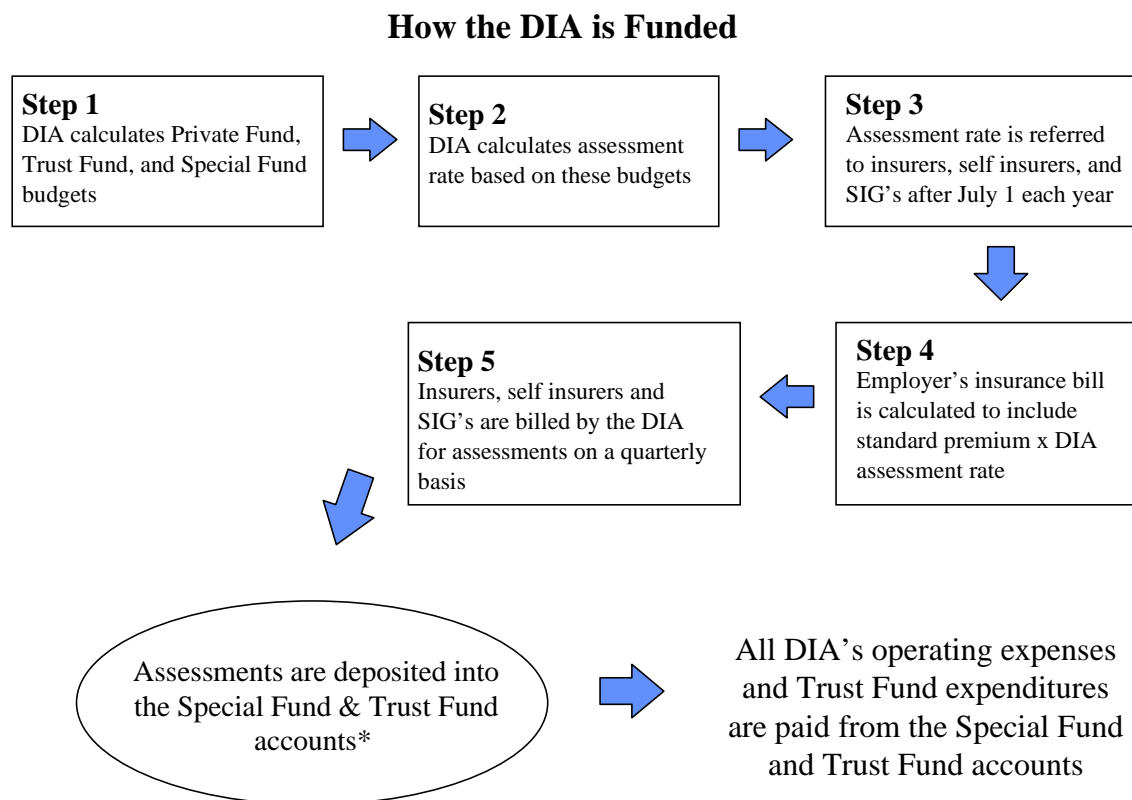 How the DIA is Funded
Step 1
DIA calculates Private Fund,
Trust Fund, and Special Fund
budgets
Step 2
DIA calculates assessment
rate based on these budgets
Step 3
Assessment rate is referred
to insurers, self insurers, and
SIG's after July 1 each year
Step 4
Employer's insurance bill
is calculated to include
standard premium x DIA
assessment rate
Step 5
Insurers, self insurers and
SIG's are billed by the DIA
for assessments on a quarterly
basis
Assessments are deposited into
the Special Fund & Trust Fund
accounts*
All DIA's operating expenses
and Trust Fund expenditures
are paid from the Special Fund
and Trust Fund accounts